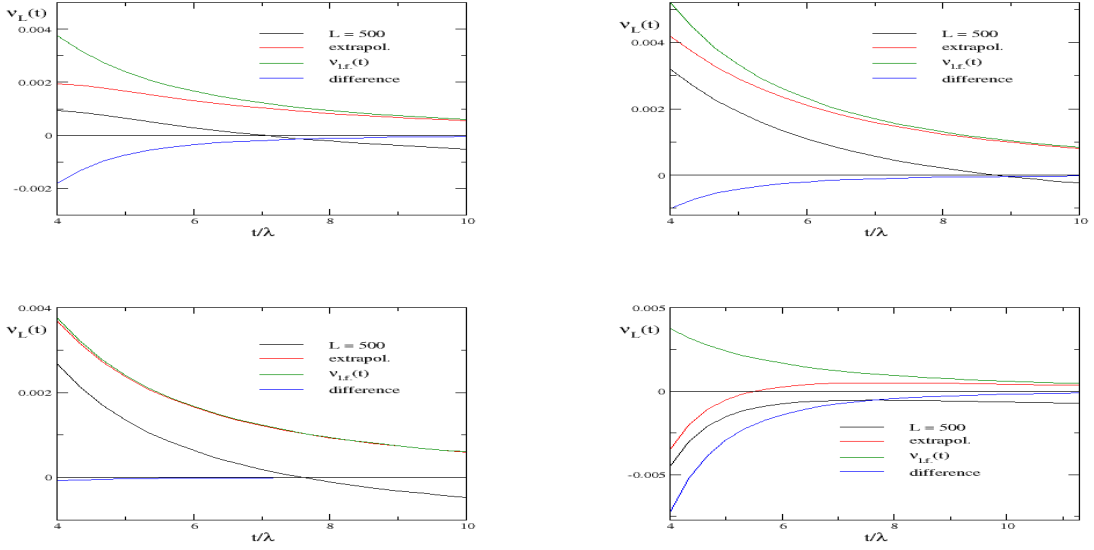 ν_L(t)
0.004
0.002
0
-0.002
L = 500
extrapol.
ν_l.f.(t)
difference
4 6 8 10
t/λ
ν_L(t)
0.004
0.002
0
L = 500
extrapol.
ν_l.f.(t)
difference
4 6 8 10
t/λ
0.004
ν_L(t)
0.002
0
L = 500
extrapol.
ν_l.f.(t)
difference
4 6 8 10
t/λ
0.005
ν_L(t)
0
-0.005
L = 500
extrapol.
ν_l.f.(t)
difference
4 6 8 10
t/λ